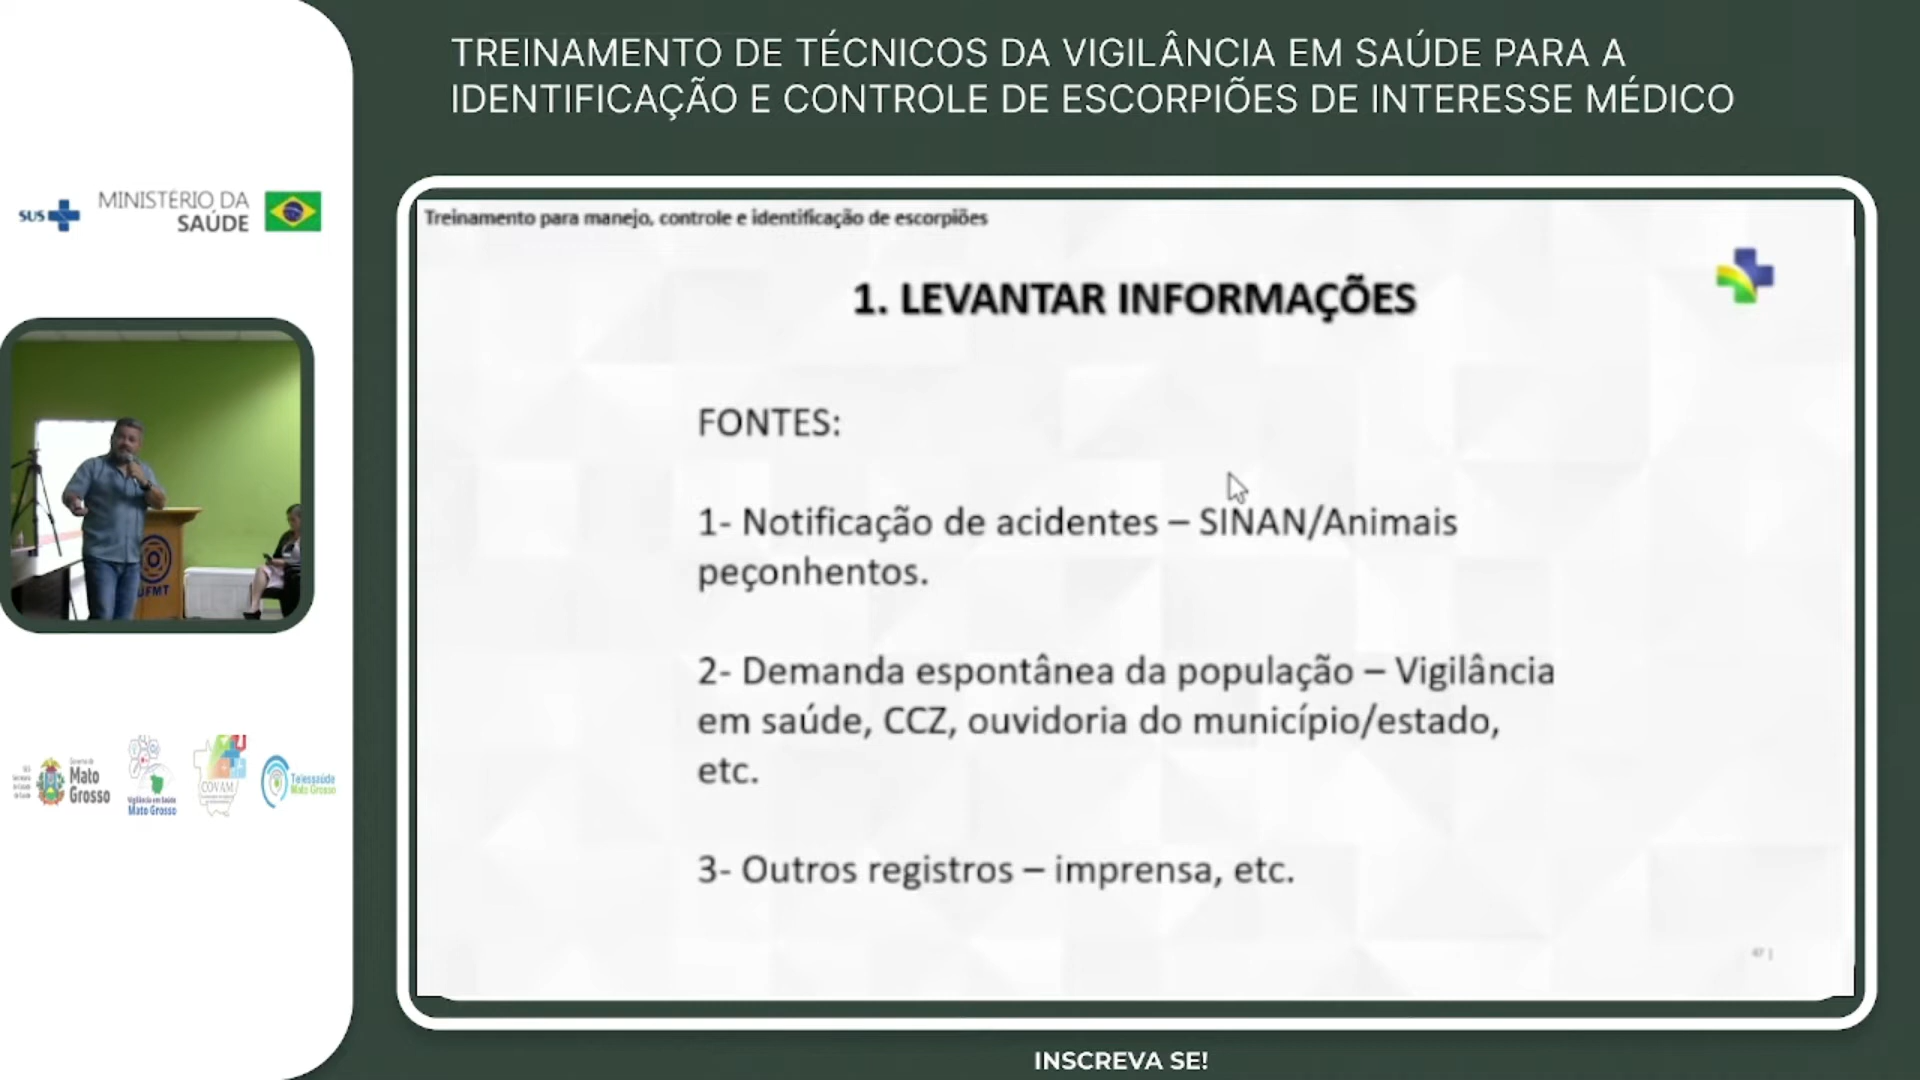 TREINAMENTO DE TÉCNICOS DA VIGILÂNCIA EM SAÚDE PARA A
IDENTIFICAÇÃO E CONTROLE DE ESCORPIÕES DE INTERESSE MÉDICO
SUS
MINISTÉRIO DA
SAÚDE
Treinamento para manejo, controle e identificação de escorpiões
1. LEVANTAR INFORMAÇÕES
FONTES:
1- Notificação de acidentes – SINAN/Animais
peçonhentos.
2- Demanda espontânea da população – Vigilância
em saúde, CCZ, ouvidoria do município/estado,
etc.
3- Outros registros – imprensa, etc.
47 |
UFMT
Mato
Grosso
Vigilância em Saúde
Mato Grosso
COVAM
Telessaúde
Mato Grosso
INSCREVA SE!